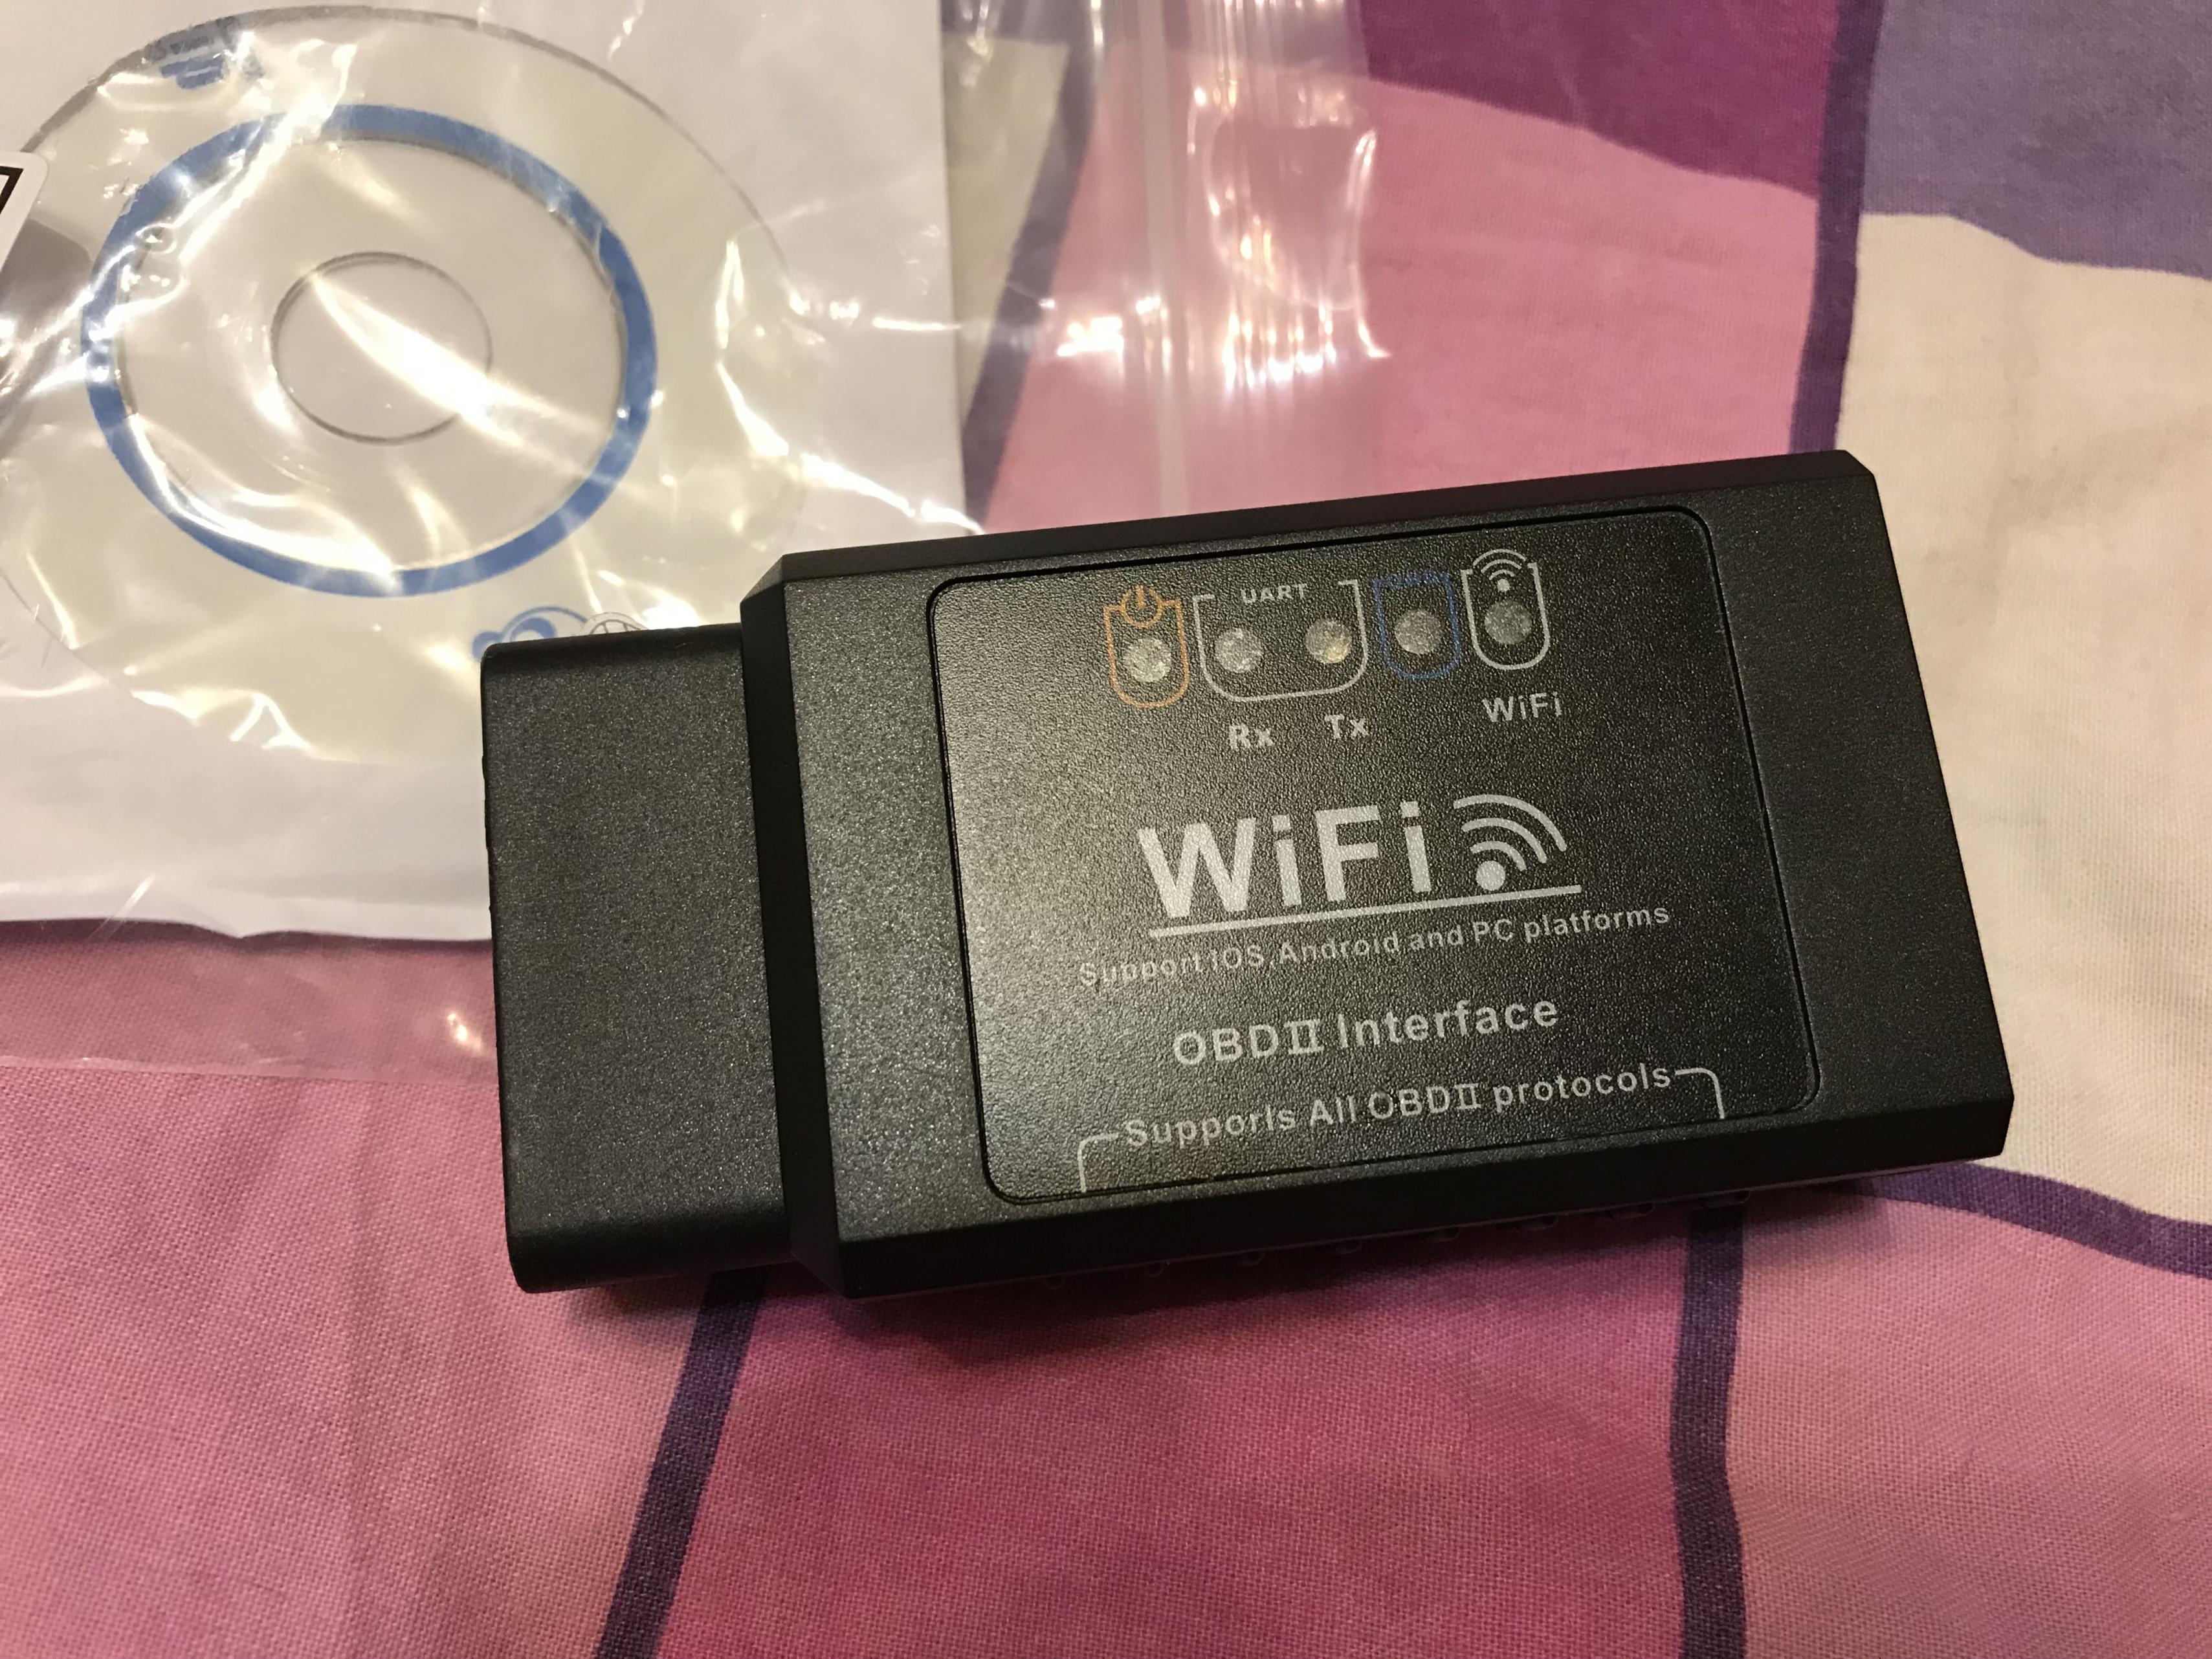 UART
Rx Tx WiFi
WiFi
Support iOS,Android and PC platforms
OBDII Interface
Supports All OBDII protocols